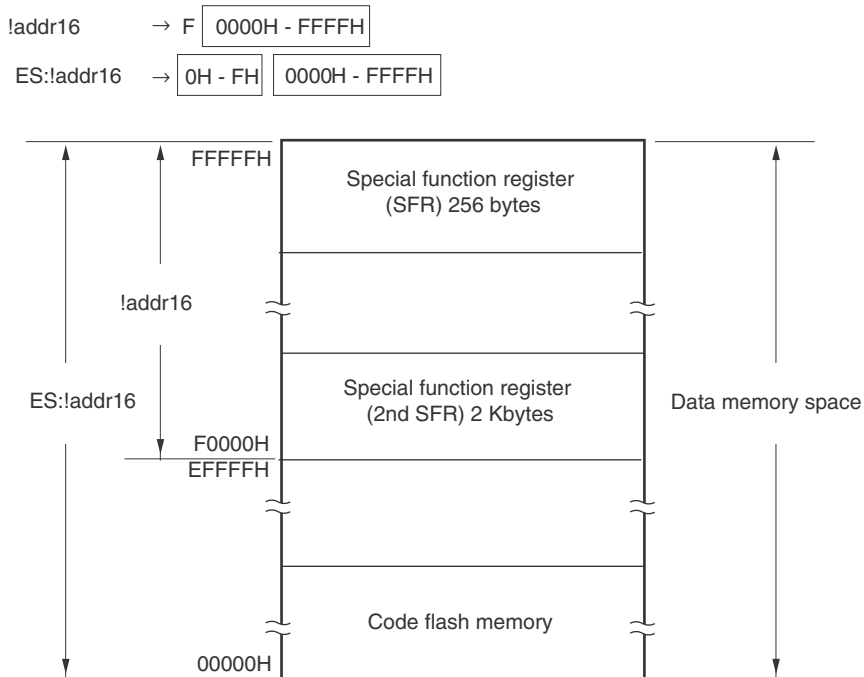 !addr16 → F 0000H - FFFFH
ES:!addr16 → 0H - FH 0000H - FFFFH
FFFFFH
Special function register
(SFR) 256 bytes
!addr16
Special function register
(2nd SFR) 2 Kbytes
ES:!addr16
Data memory space
F0000H
EFFFFH
Code flash memory
00000H